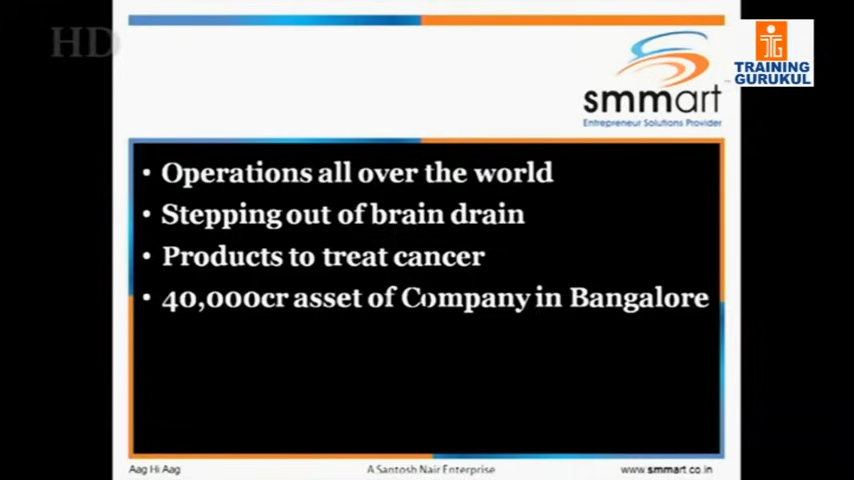 HD
TRAINING
GURUKUL
smmart
Entrepreneur Solutions Provider
• Operations all over the world
• Stepping out of brain drain
• Products to treat cancer
• 40,000cr asset of Company in Bangalore
Aag Hi Aag
A Santosh Nair Enterprise
www.smmart.co.in